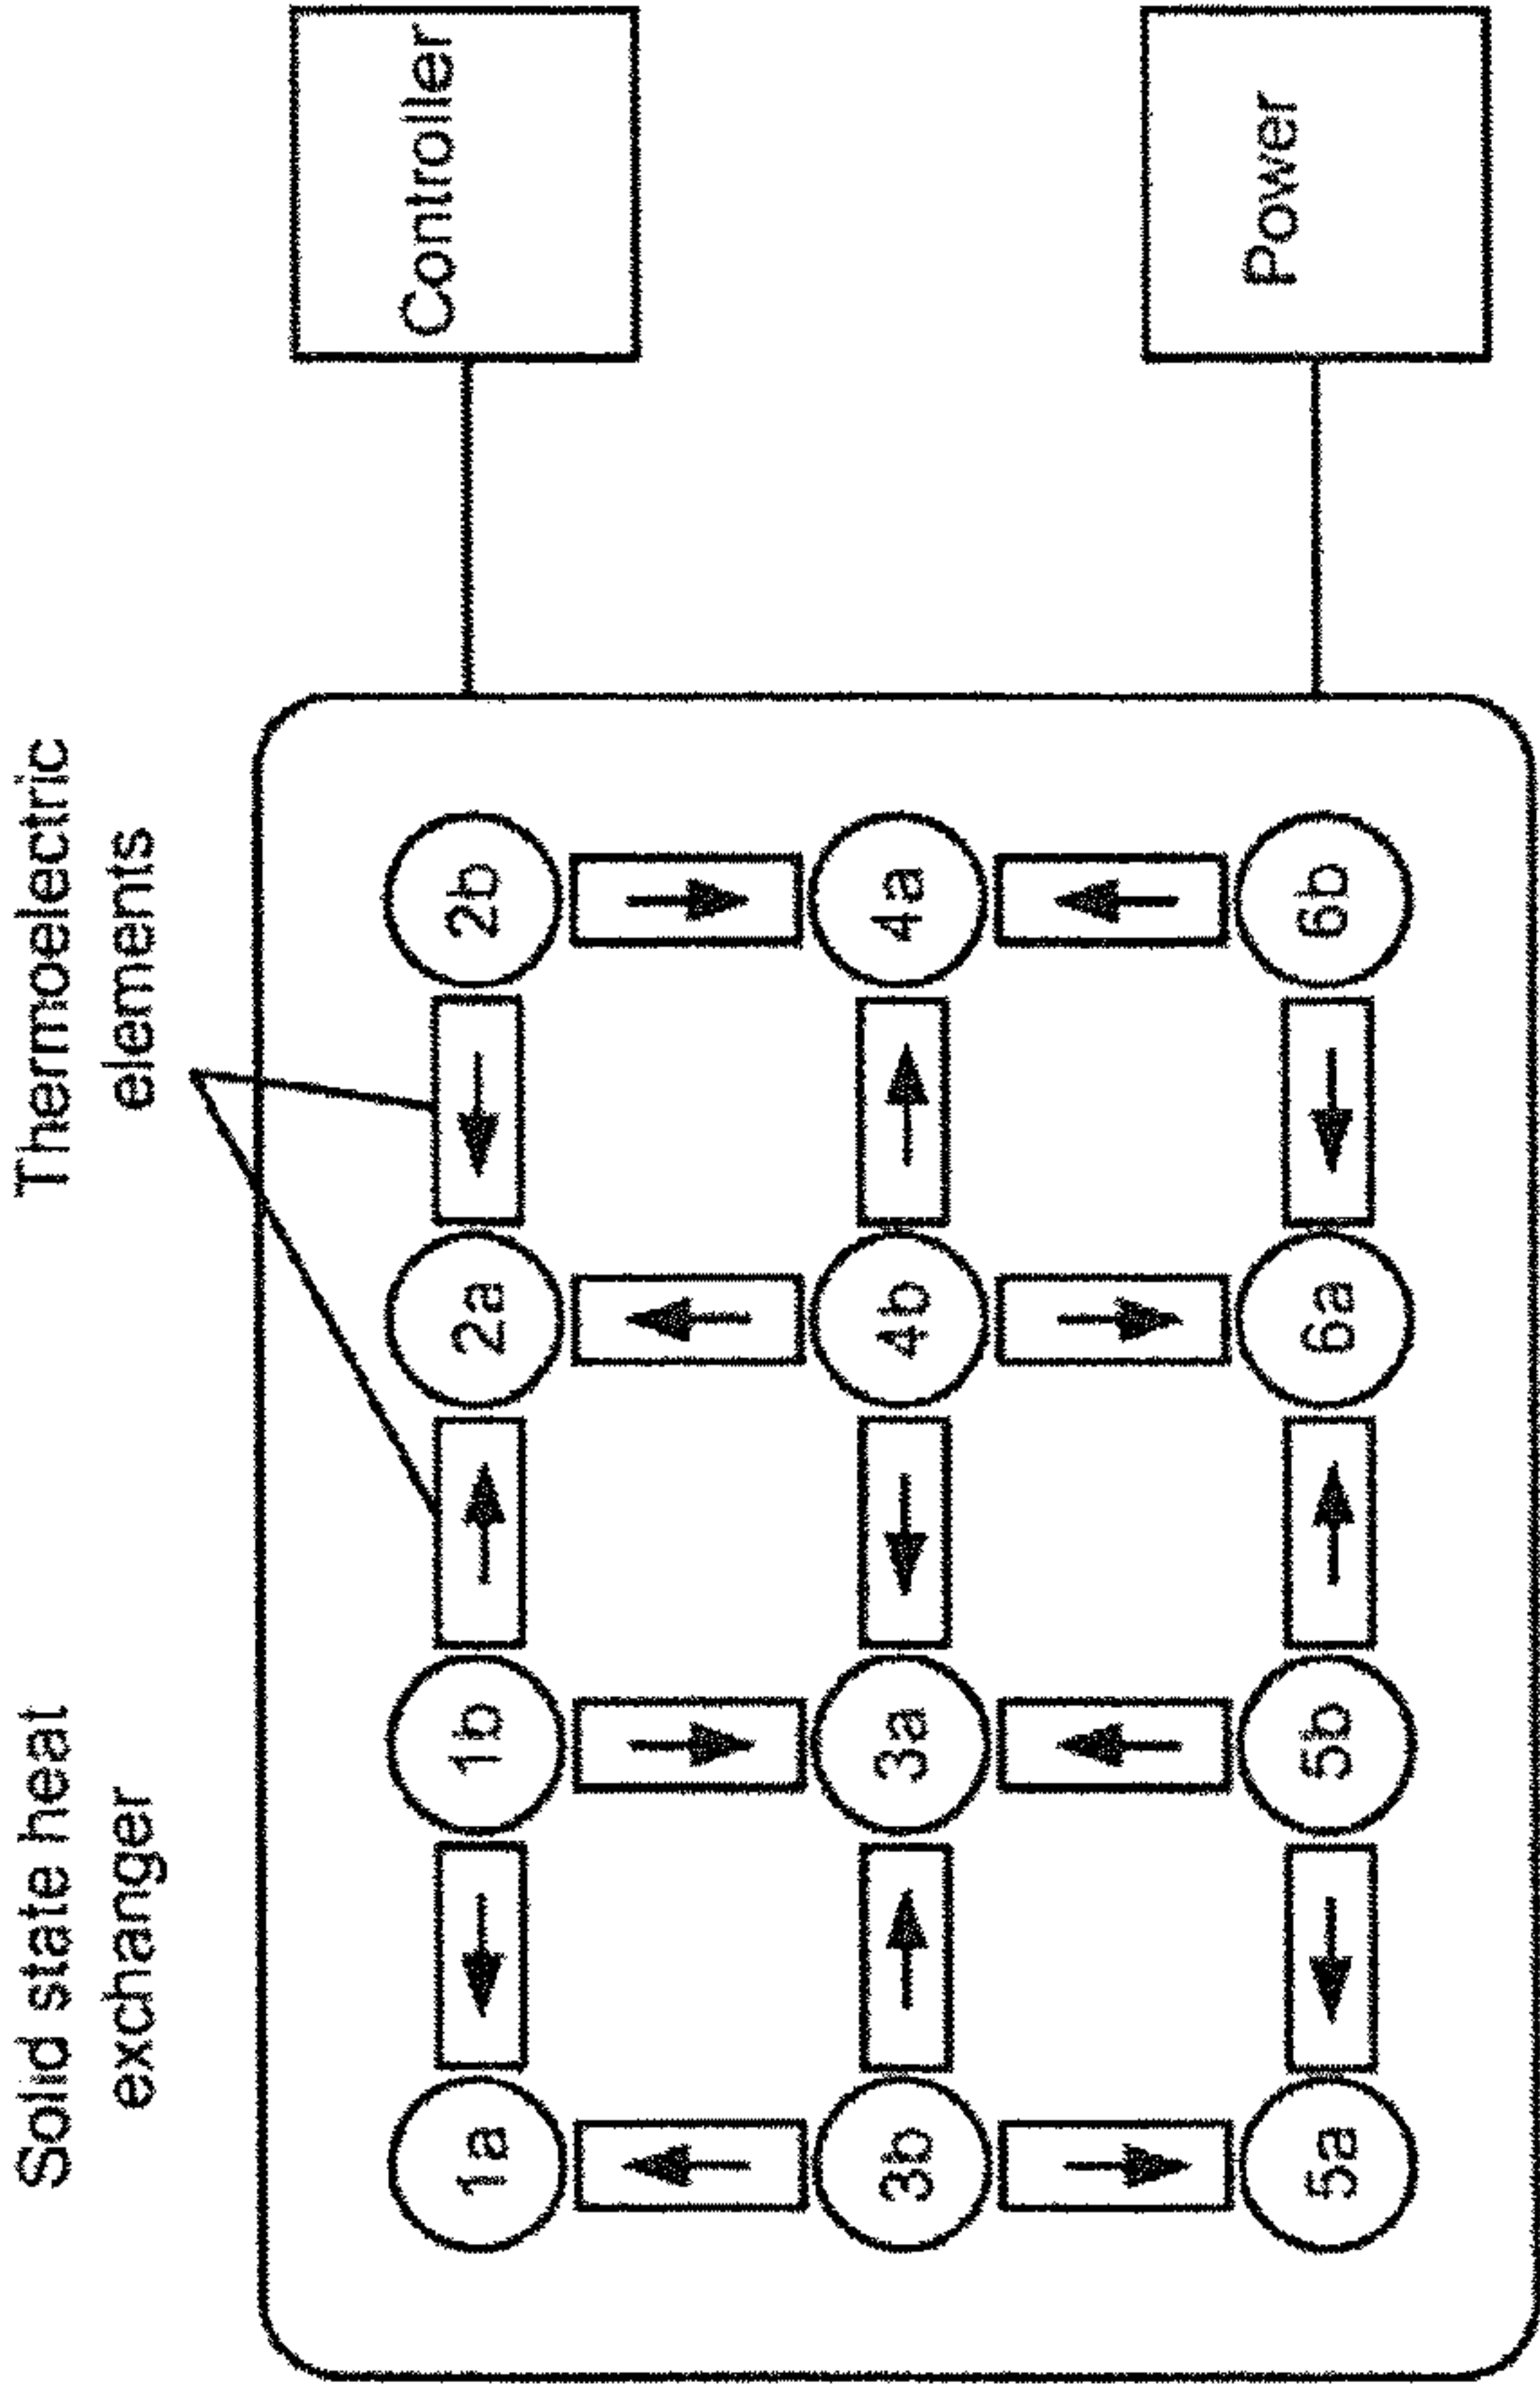 Solid state heat
exchanger
Thermoelectric
elements
1a
1b
2a
2b
Controller
3b
3a
4b
4a
5a
5b
6a
6b
Power